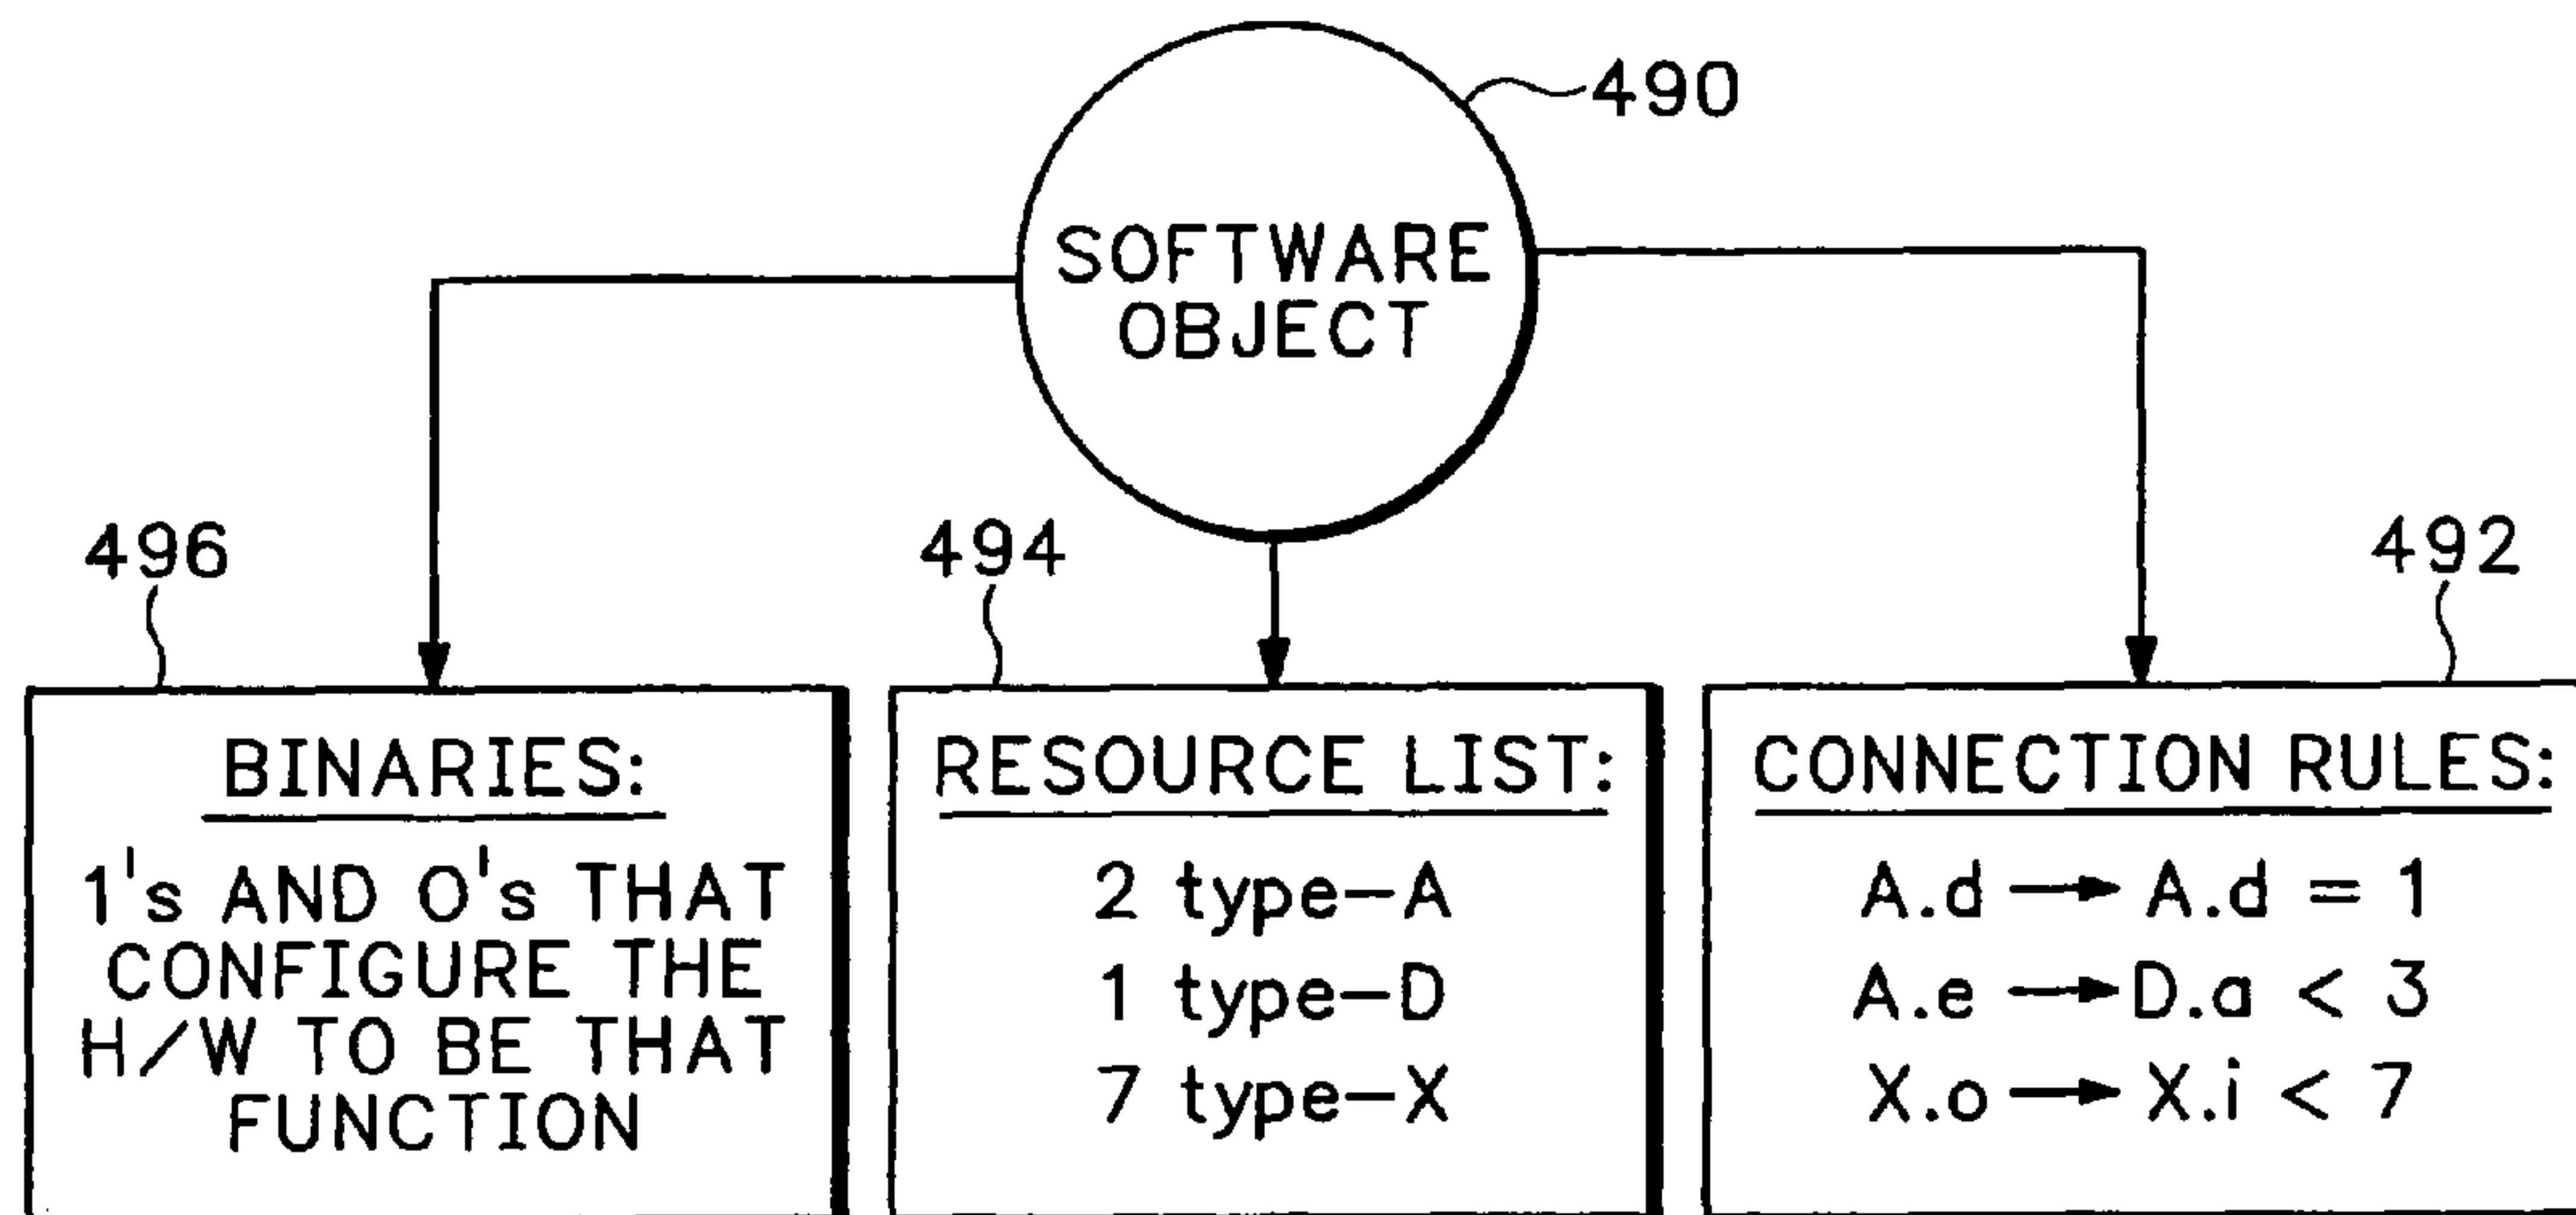 490
SOFTWARE
OBJECT
496
494
492
BINARIES:
1's AND 0's THAT
CONFIGURE THE
H/W TO BE THAT
FUNCTION
RESOURCE LIST:
2 type-A
1 type-D
7 type-X
CONNECTION RULES:
A.d → A.d = 1
A.e → D.a < 3
X.o → X.i < 7